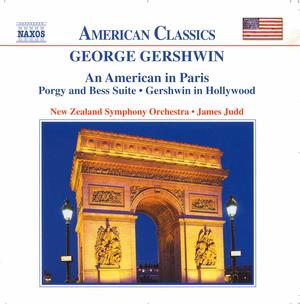 NAXOS
AMERICAN CLASSICS
GEORGE GERSHWIN
An American in Paris
Porgy and Bess Suite • Gershwin in Hollywood
New Zealand Symphony Orchestra • James Judd